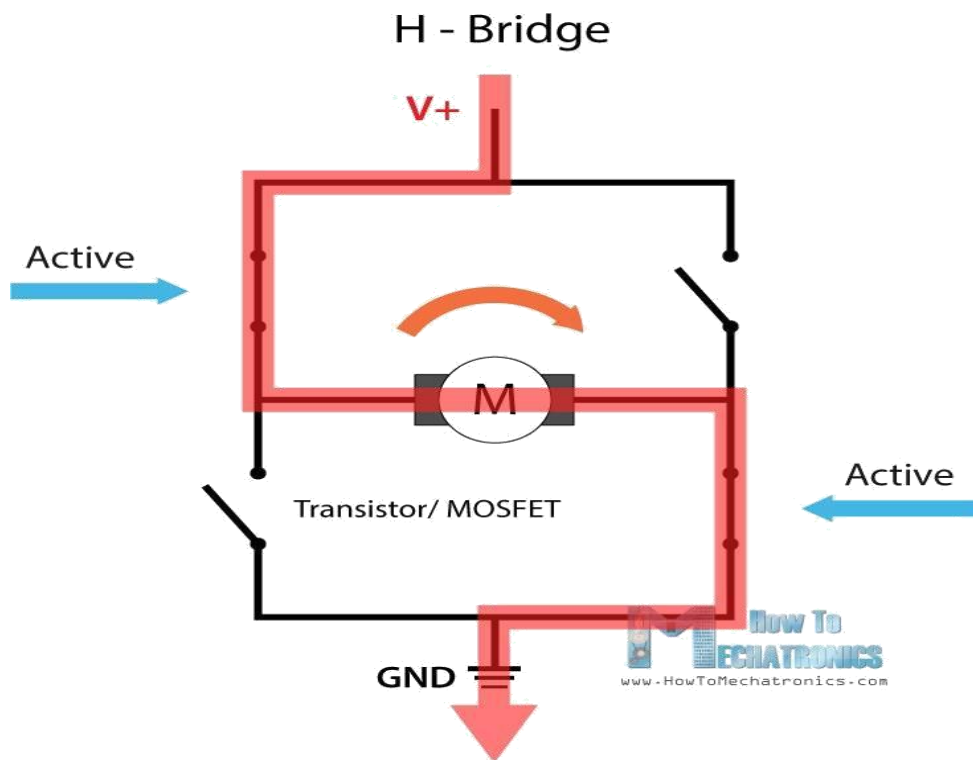 H - Bridge
V+
Active
M
Active
Transistor/ MOSFET
How To
MECHATRONICS
GND
www.HowToMechatronics.com